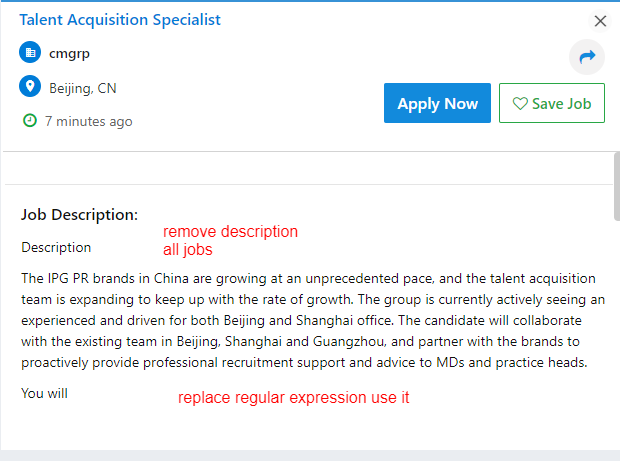 Talent Acquisition Specialist
cmgrp
Beijing, CN
7 minutes ago
Apply Now
Save Job
Job Description:
remove description
all jobs
Description
The IPG PR brands in China are growing at an unprecedented pace, and the talent acquisition
team is expanding to keep up with the rate of growth. The group is currently actively seeing an
experienced and driven for both Beijing and Shanghai office. The candidate will collaborate
with the existing team in Beijing, Shanghai and Guangzhou, and partner with the brands to
proactively provide professional recruitment support and advice to MDs and practice heads.
You will
replace regular expression use it